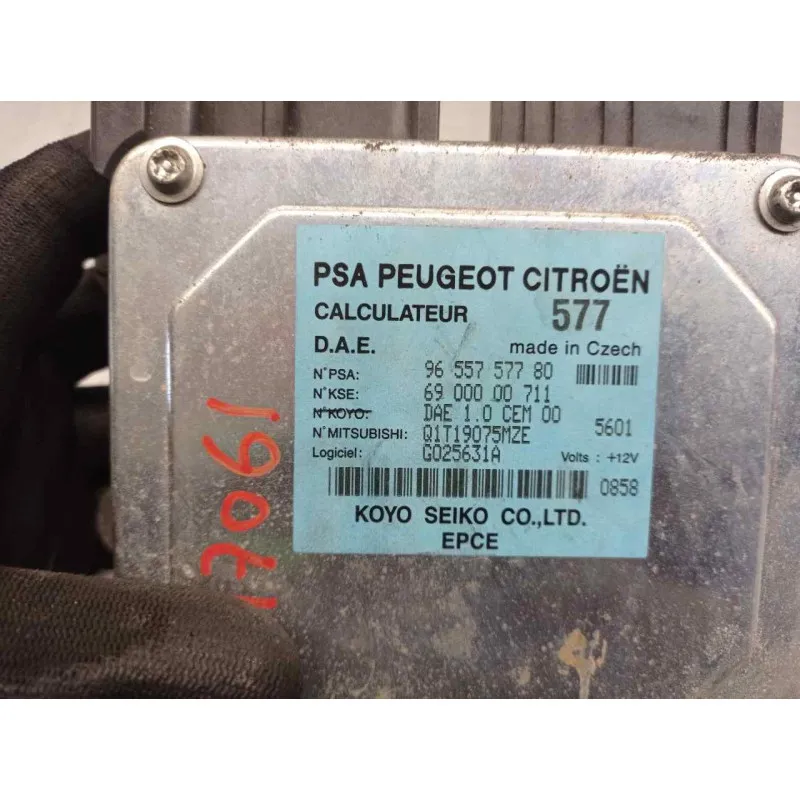 PSA PEUGEOT CITROËN
CALCULATEUR 577
D.A.E. made in Czech
N°PSA: 96 557 577 80
N°KSE: 69 000 00 711
N°KOYO: DAE 1.0 CEM 00
N°MITSUBISHI: Q1T19075MZE 5601
Logiciel: G025631A Volts : +12V
0858
KOYO SEIKO CO.,LTD.
EPCE
17061